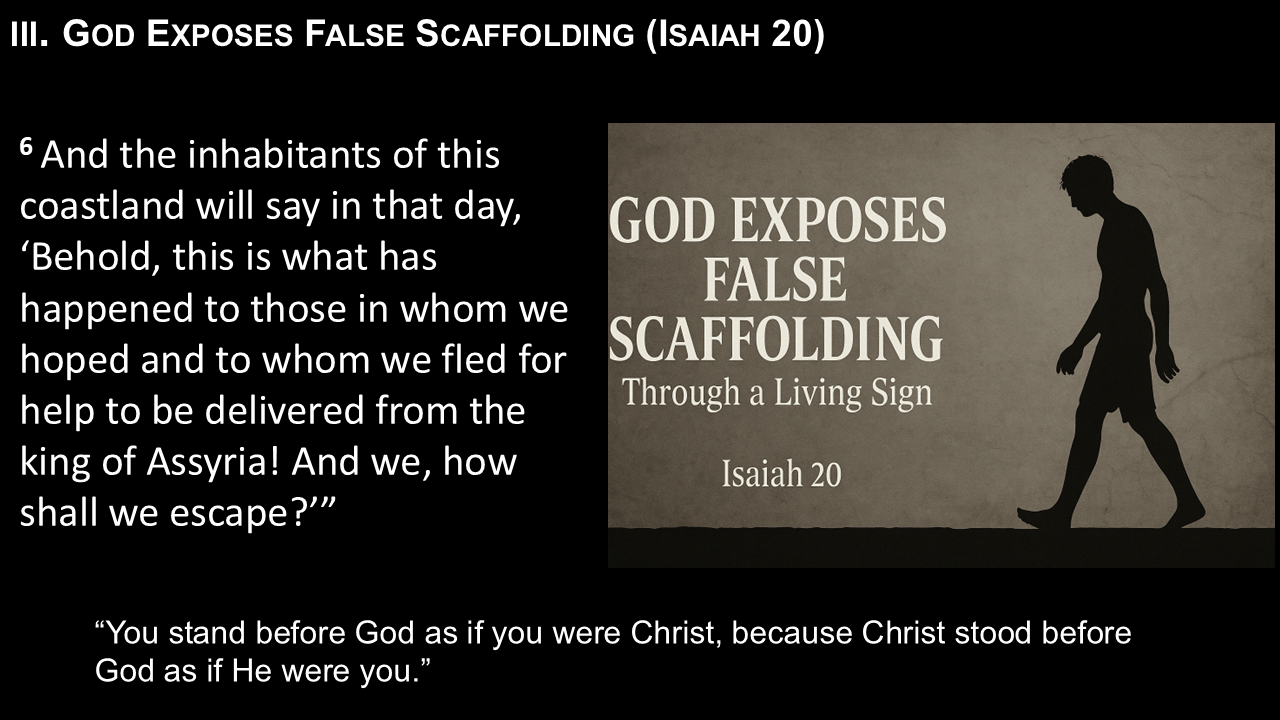 III. GOD EXPOSES FALSE SCAFFOLDING (ISAIAH 20)
6 And the inhabitants of this
coastland will say in that day,
‘Behold, this is what has
happened to those in whom we
hoped and to whom we fled for
help to be delivered from the
king of Assyria! And we, how
shall we escape?’”
GOD EXPOSES
FALSE
SCAFFOLDING
Through a Living Sign
Isaiah 20
“You stand before God as if you were Christ, because Christ stood before
God as if He were you.”